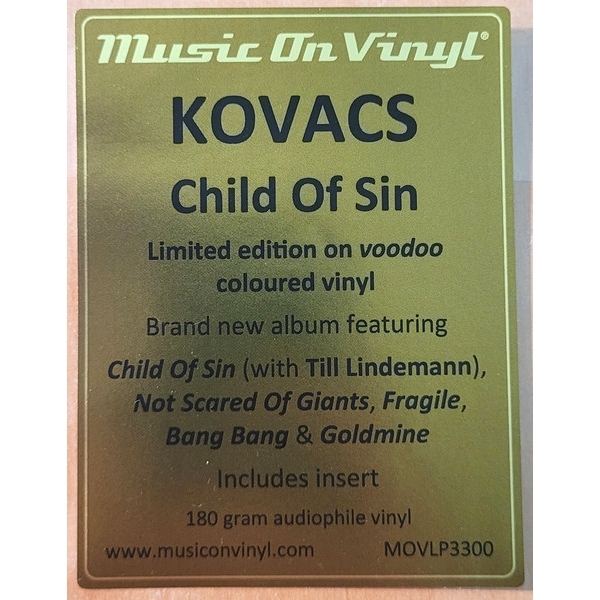 Music On Vinyl®
KOVACS
Child Of Sin
Limited edition on voodoo
coloured vinyl
Brand new album featuring
Child Of Sin (with Till Lindemann),
Not Scared Of Giants, Fragile,
Bang Bang & Goldmine
Includes insert
180 gram audiophile vinyl
www.musiconvinyl.com MOVLP3300